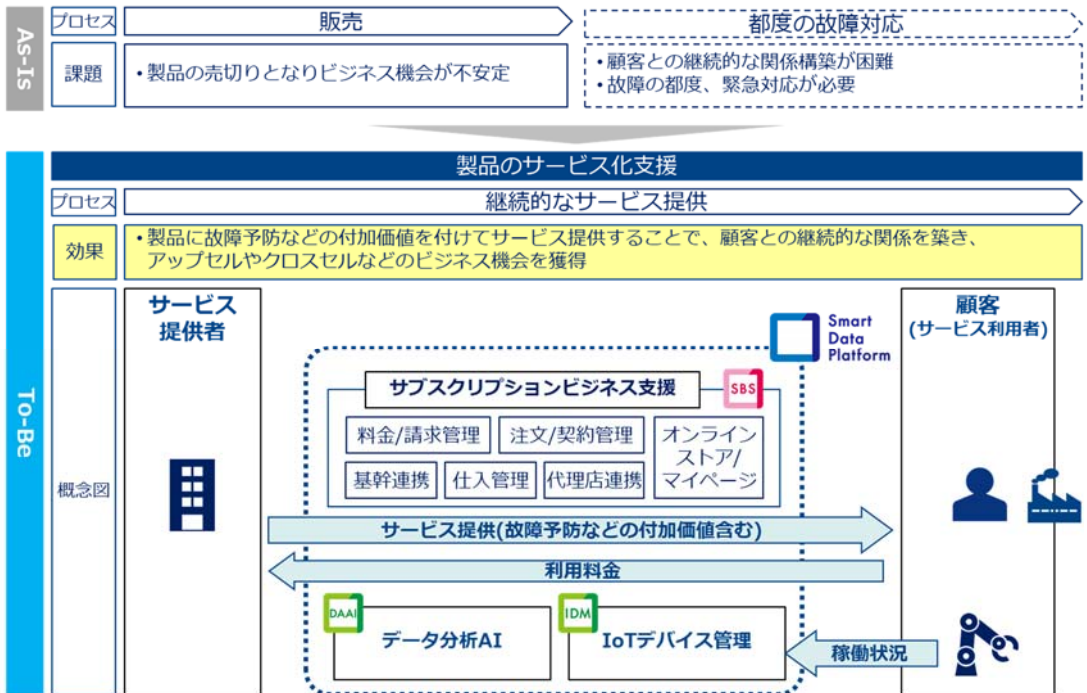 As-Is
プロセス
販売
都度の故障対応
課題
・製品の売切りとなりビジネス機会が不安定
・顧客との継続的な関係構築が困難
・故障の都度、緊急対応が必要
To-Be
製品のサービス化支援
プロセス
継続的なサービス提供
効果
・製品に故障予防などの付加価値を付けてサービス提供することで、顧客との継続的な関係を築き、
アップセルやクロスセルなどのビジネス機会を獲得
概念図
サービス
提供者
Smart
Data
Platform
顧客
(サービス利用者)
サブスクリプションビジネス支援
SBS
料金/請求管理
注文/契約管理
オンライン
ストア/
マイページ
基幹連携
仕入管理
代理店連携
サービス提供(故障予防などの付加価値含む)
利用料金
DAAI
データ分析AI
IDM
IoTデバイス管理
稼働状況